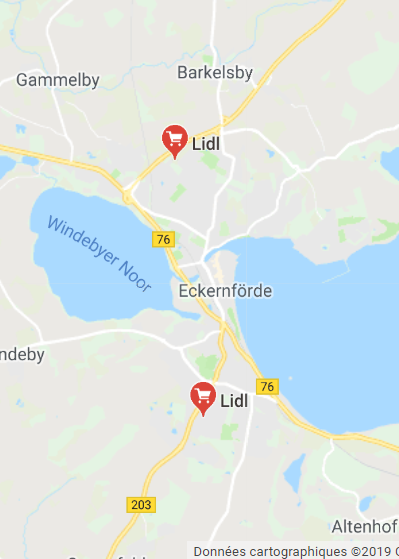 Barkelsby
Gammelby
Lidl
Windebyer Noor
76
Eckernförde
ndeby
76
Lidl
203
Altenhof
Données cartographiques ©2019